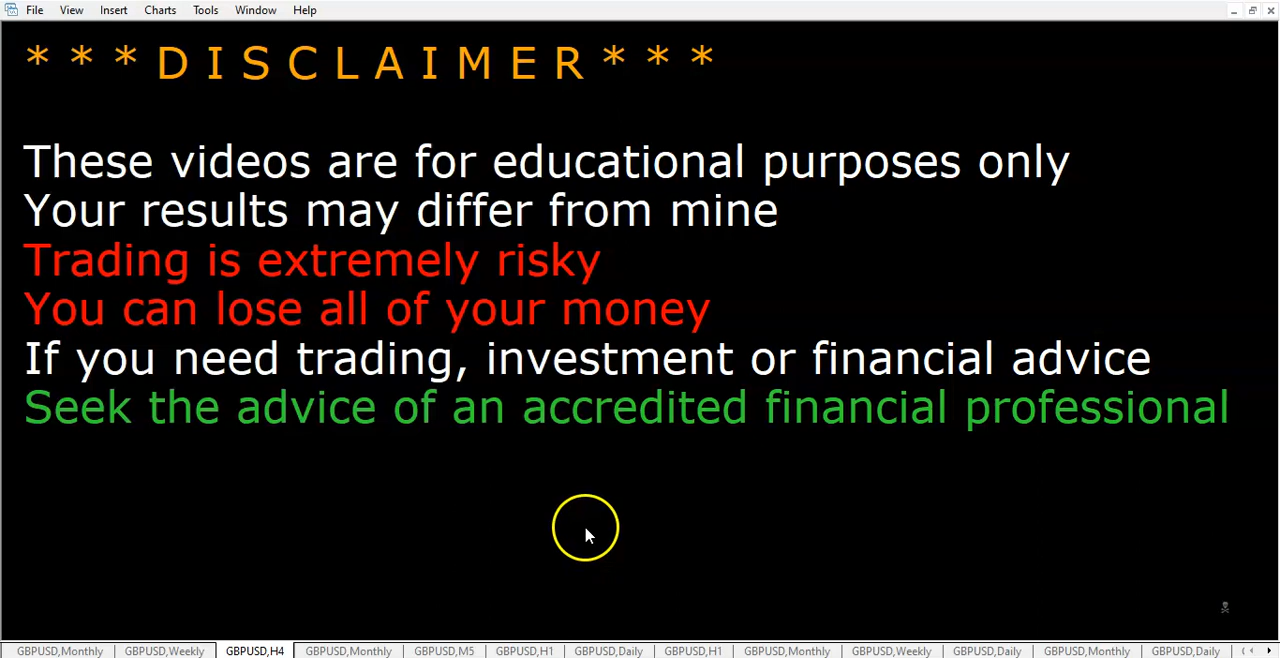 File View Insert Charts Tools Window Help
* * * D I S C L A I M E R * * *
These videos are for educational purposes only
Your results may differ from mine
Trading is extremely risky
You can lose all of your money
If you need trading, investment or financial advice
Seek the advice of an accredited financial professional
GBPUSD,Monthly GBPUSD,Weekly GBPUSD,H4 GBPUSD,Monthly GBPUSD,M5 GBPUSD,H1 GBPUSD,Daily GBPUSD,H1 GBPUSD,Monthly GBPUSD,Weekly GBPUSD,Daily GBPUSD,Monthly GBPUSD,Daily